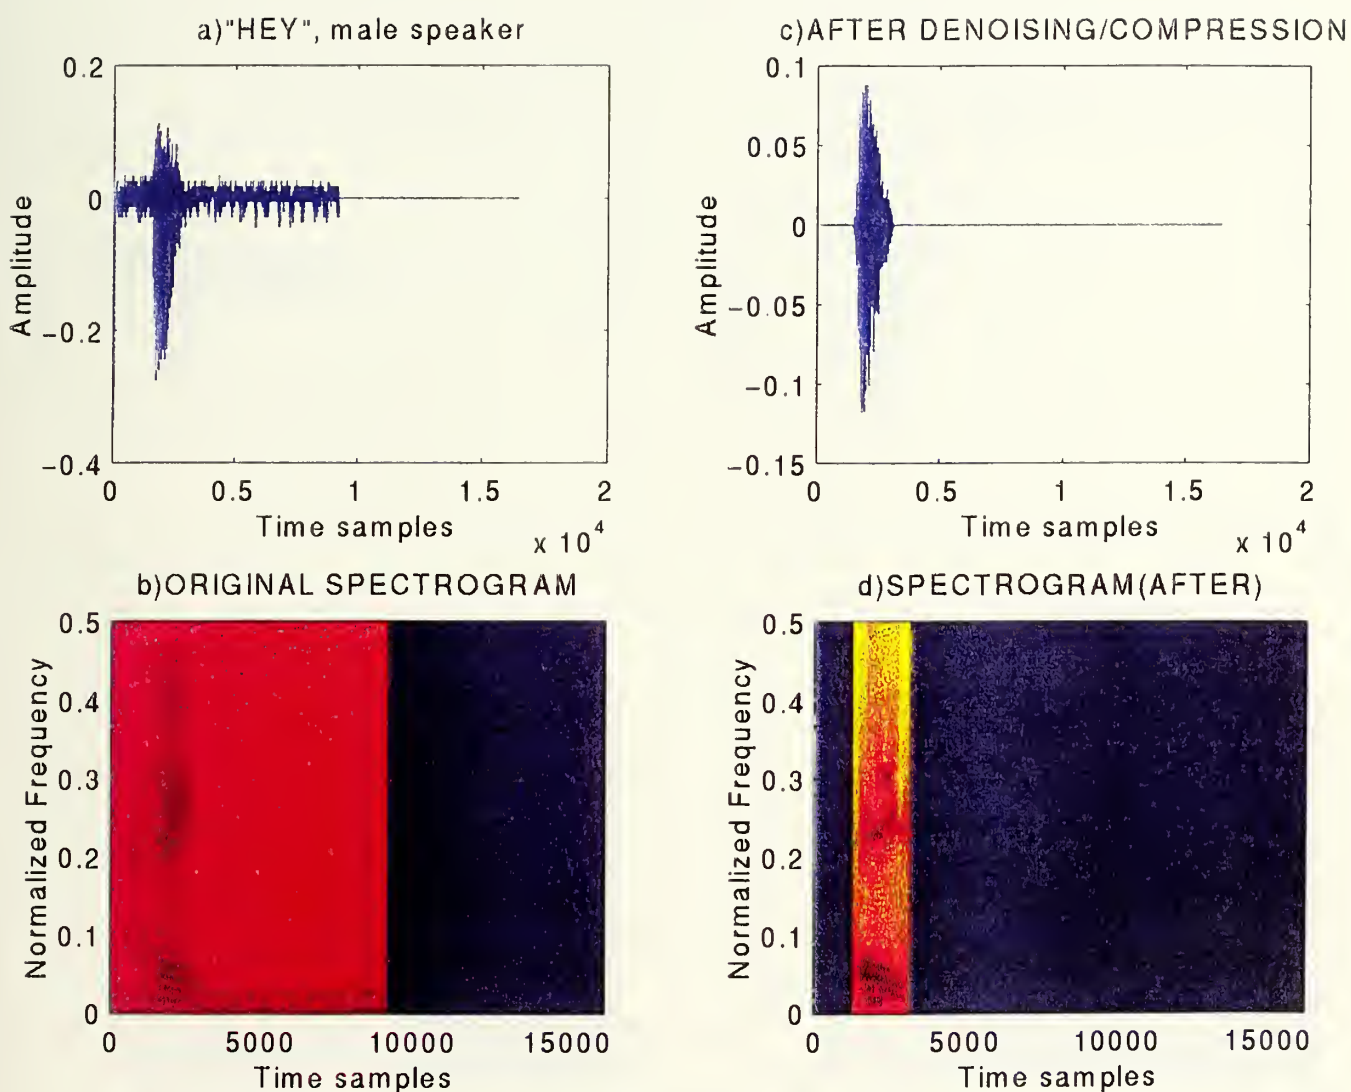 a)"HEY", male speaker
0.2
0
−0.2
−0.4
Amplitude
0 0.5 1 1.5 2
Time samples
x 10^4
c)AFTER DENOISING/COMPRESSION
0.1
0.05
0
−0.05
−0.1
−0.15
Amplitude
0 0.5 1 1.5 2
Time samples
x 10^4
b)ORIGINAL SPECTROGRAM
0.5
0.4
0.3
0.2
0.1
0
Normalized Frequency
0 5000 10000 15000
Time samples
d)SPECTROGRAM(AFTER)
0.5
0.4
0.3
0.2
0.1
0
Normalized Frequency
0 5000 10000 15000
Time samples